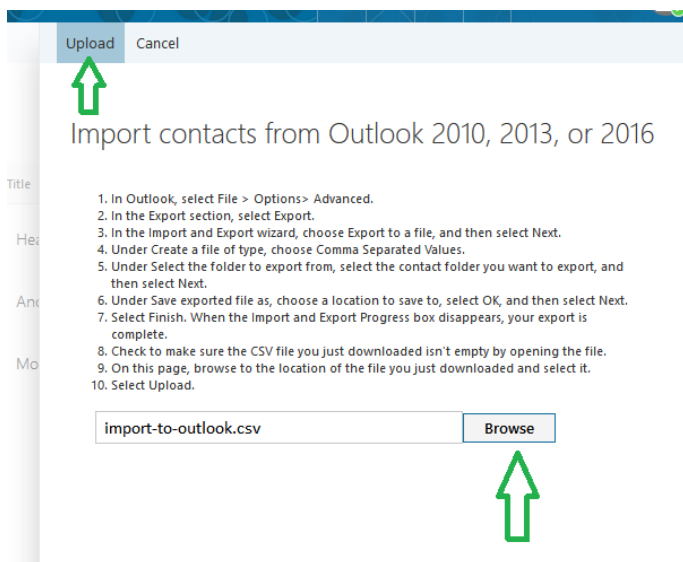 Upload Cancel
Import contacts from Outlook 2010, 2013, or 2016
Title
1. In Outlook, select File > Options> Advanced.
2. In the Export section, select Export.
Hea
3. In the Import and Export wizard, choose Export to a file, and then select Next.
4. Under Create a file of type, choose Comma Separated Values.
5. Under Select the folder to export from, select the contact folder you want to export, and
then select Next.
And
6. Under Save exported file as, choose a location to save to, select OK, and then select Next.
7. Select Finish. When the Import and Export Progress box disappears, your export is
complete.
8. Check to make sure the CSV file you just downloaded isn't empty by opening the file.
Mo
9. On this page, browse to the location of the file you just downloaded and select it.
10. Select Upload.
import-to-outlook.csv Browse